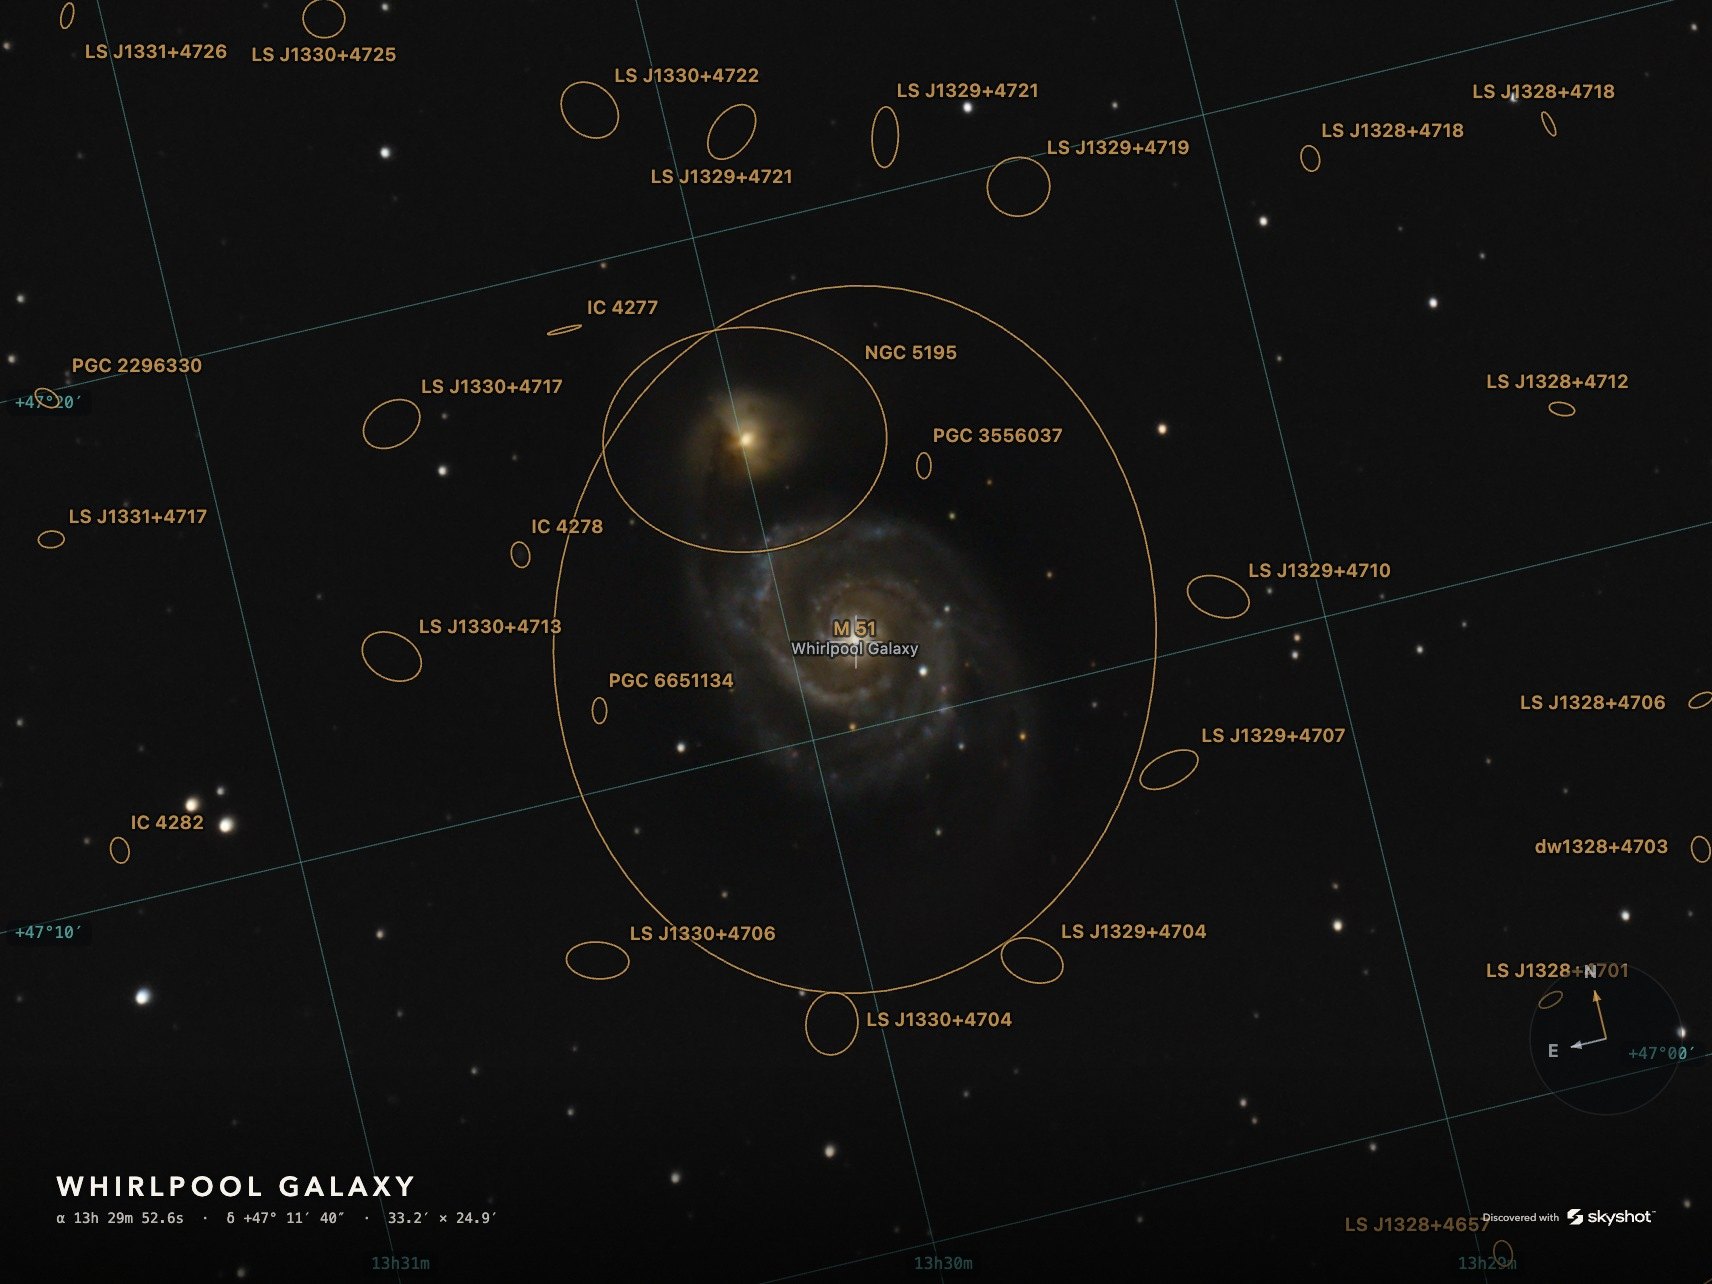 LS J1331+4726
LS J1330+4725
LS J1330+4722
LS J1329+4721
LS J1328+4718
LS J1328+4718
LS J1329+4719
LS J1329+4721
IC 4277
NGC 5195
PGC 2296330
LS J1330+4717
LS J1328+4712
+47°20′
PGC 3556037
LS J1331+4717
IC 4278
LS J1329+4710
LS J1330+4713
M 51
Whirlpool Galaxy
PGC 6651134
LS J1328+4706
LS J1329+4707
IC 4282
dw1328+4703
+47°10′
LS J1330+4706
LS J1329+4704
LS J1328+4701
N
LS J1330+4704
E
+47°00′
WHIRLPOOL GALAXY
α 13h 29m 52.6s · δ +47° 11′ 40″ · 33.2′ × 24.9′
LS J1328+4657
Discovered with skyshot™
13h31m
13h30m
13h29m